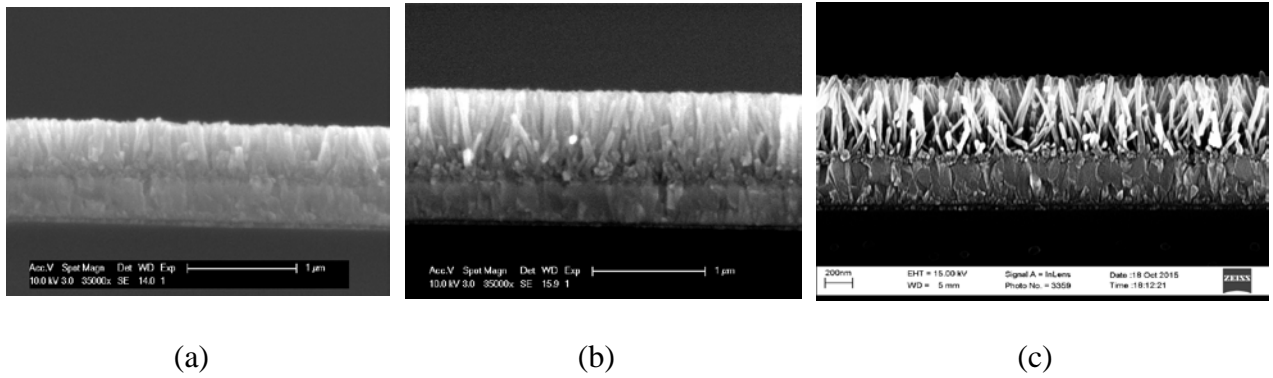 Acc.V Spot Magn Det WD Exp 1 µm
10.0 kV 3.0 35000x SE 14.0 1
Acc.V Spot Magn Det WD Exp 1 µm
10.0 kV 3.0 35000x SE 15.9 1
200nm EHT = 15.00 kV Signal A = InLens Date :18 Oct 2015 ZEISS
WD = 5 mm Photo No. = 3359 Time :18:12:21
(a) (b) (c)